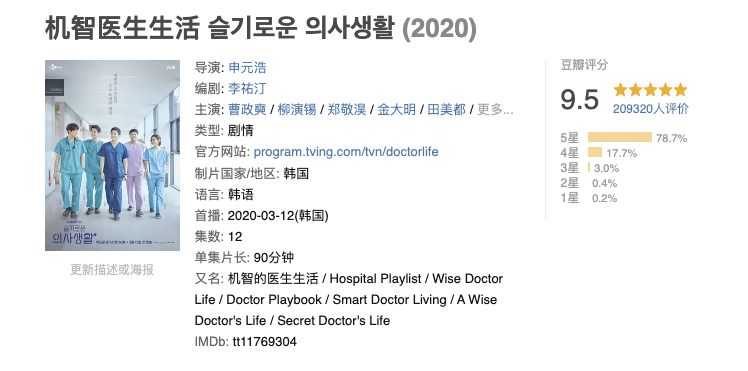 机智医生生活 슬기로운 의사생활 (2020)
슬기로운
의사생활
更新描述或海报
导演: 申元浩
编剧: 李祐汀
主演: 曹政奭 / 柳演锡 / 郑敬淏 / 金大明 / 田美都 / 更多...
类型: 剧情
官方网站: program.tving.com/tvn/doctorlife
制片国家/地区: 韩国
语言: 韩语
首播: 2020-03-12(韩国)
集数: 12
单集片长: 90分钟
又名: 机智的医生生活 / Hospital Playlist / Wise Doctor
Life / Doctor Playbook / Smart Doctor Living / A Wise
Doctor's Life / Secret Doctor's Life
IMDb: tt11769304
豆瓣评分
9.5
209320人评价
5星 78.7%
4星 17.7%
3星 3.0%
2星 0.4%
1星 0.2%